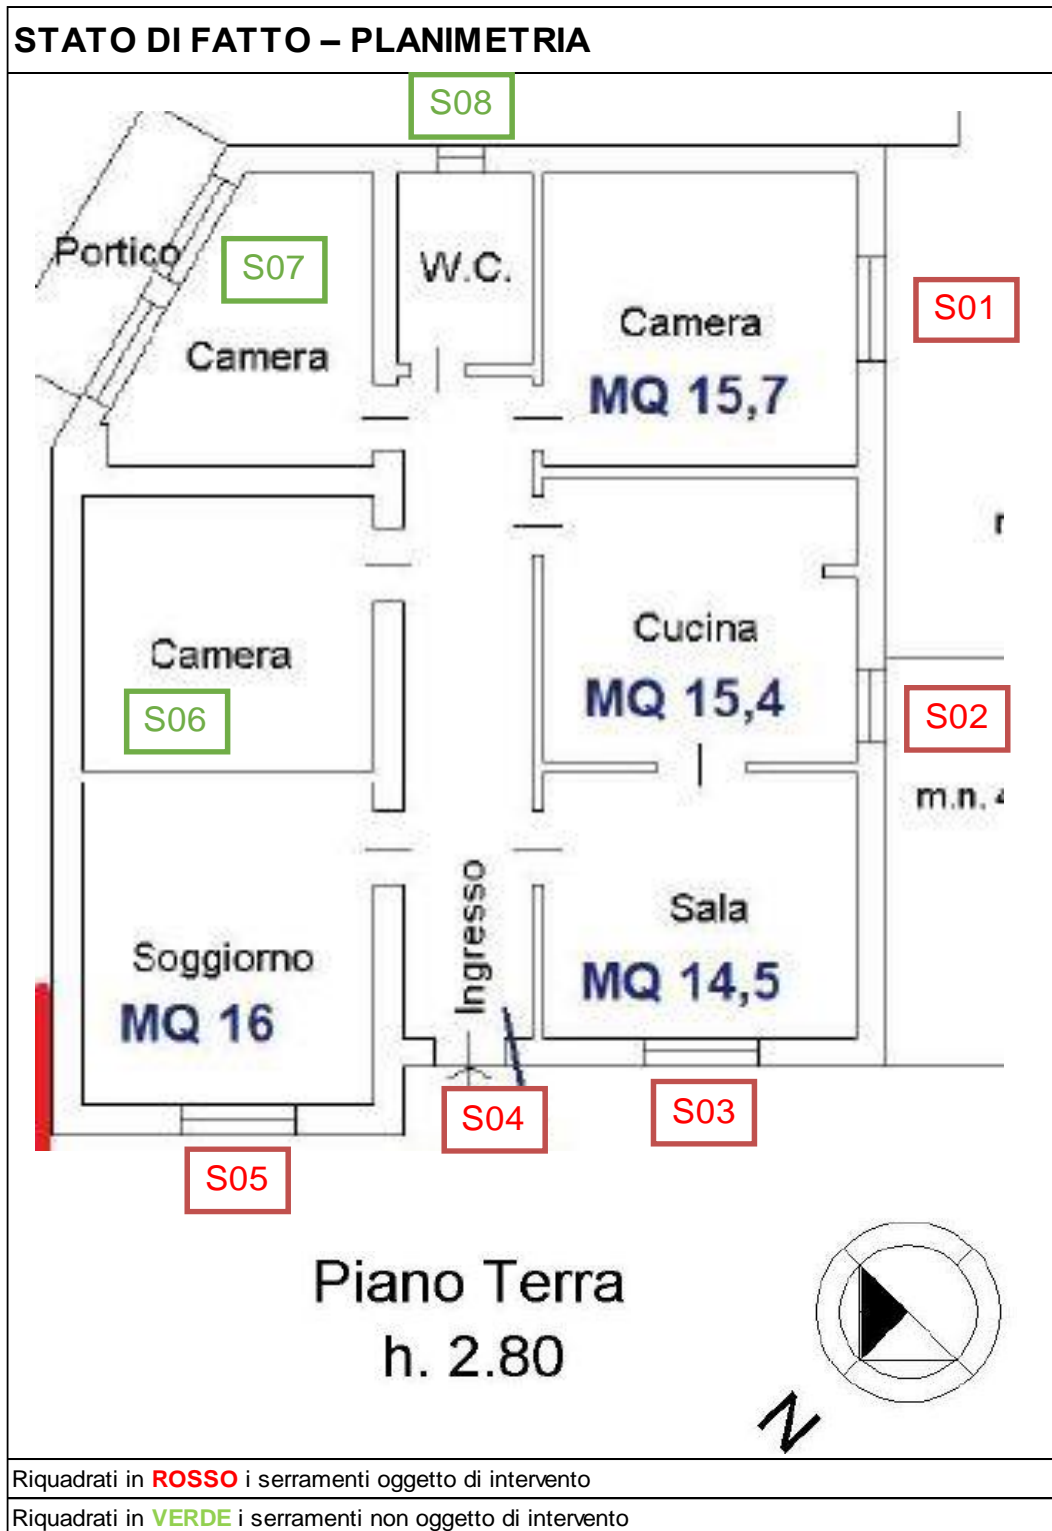 STATO DI FATTO – PLANIMETRIA
S08
Portico
S07
W.C.
Camera
S01
Camera
MQ 15,7
Camera
S06
Cucina
MQ 15,4
S02
m.n.
Ingresso
Sala
MQ 14,5
Soggiorno
MQ 16
S04
S03
S05
Piano Terra
h. 2.80
N
Riquadrati in ROSSO i serramenti oggetto di intervento
Riquadrati in VERDE i serramenti non oggetto di intervento